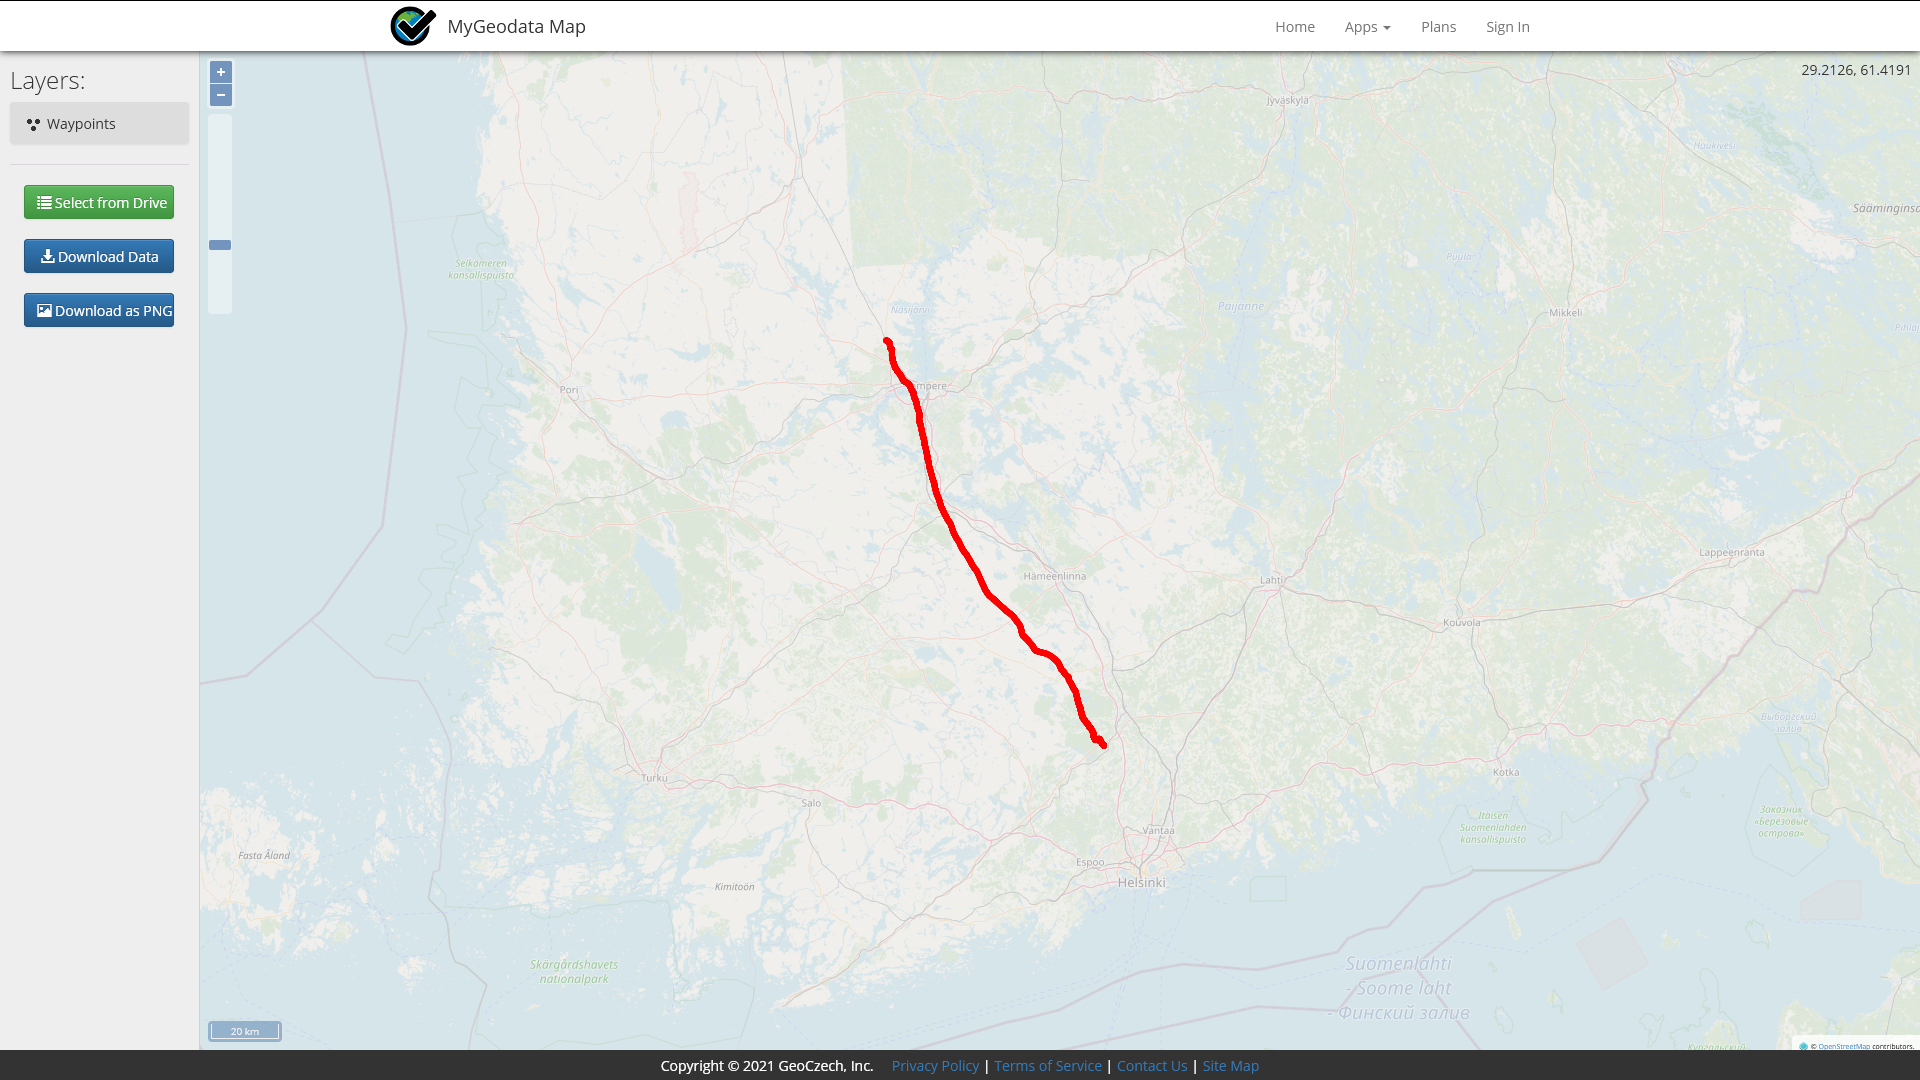 MyGeodata Map
Home
Apps
Plans
Sign In
Layers:
Waypoints
Select from Drive
Download Data
Download as PNG
+
−
29.2126, 61.4191
Jyväskylä
Haukivesi
Sääminginsa
Selkämeren
kansallispuisto
Puula
Näsijärvi
Päijänne
Mikkeli
Pori
mpere
Lappeenranta
Hämeenlinna
Lahti
Kouvola
Выборгский
залив
Turku
Salo
Kotka
Itäisen
Suomenlahden
kansallispuisto
Заказник
«Берёзовые
острова»
Vantaa
Fasta Åland
Espoo
Helsinki
Kimitoön
Skärgårdshavets
nationalpark
Suomenlahti
- Soome laht
- Финский залив
20 km
© OpenStreetMap contributors.
Copyright © 2021 GeoCzech, Inc. Privacy Policy | Terms of Service | Contact Us | Site Map